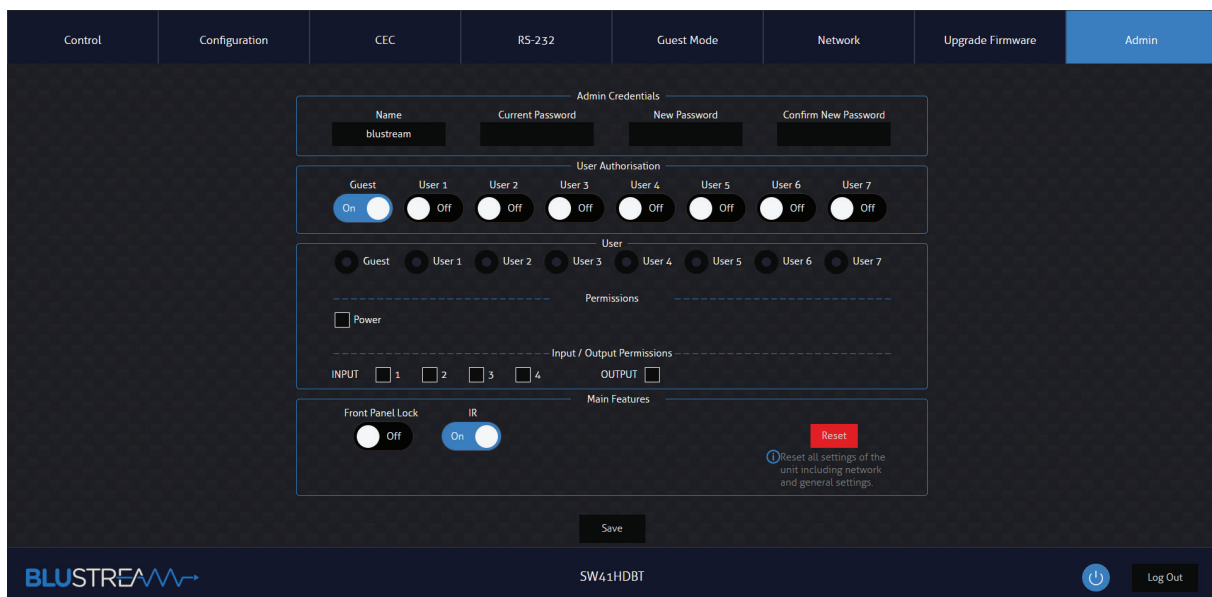 Control Configuration CEC RS-232 Guest Mode Network Upgrade Firmware Admin
Admin Credentials
Name Current Password New Password Confirm New Password
blustream
User Authorisation
Guest User 1 User 2 User 3 User 4 User 5 User 6 User 7
On Off Off Off Off Off Off Off
User
Guest User 1 User 2 User 3 User 4 User 5 User 6 User 7
Permissions
Power
Input / Output Permissions
INPUT 1 2 3 4 OUTPUT
Main Features
Front Panel Lock IR
Off On Reset
Reset all settings of the
unit including network
and general settings.
Save
BLUSTREAM SW41HDBT Log Out